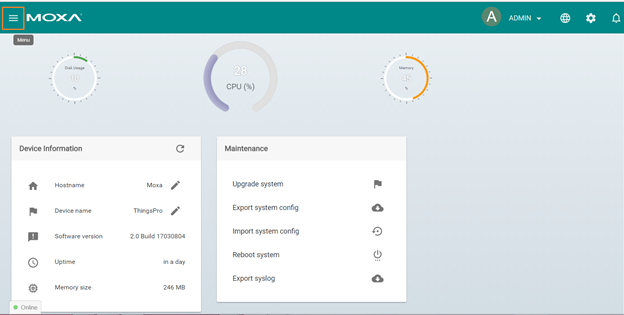 MOXA
A ADMIN
Menu
Disk Usage
10
%
28
CPU (%)
Memory
45
%
Device Information
Hostname Moxa
Device name ThingsPro
Software version 2.0 Build 17030804
Uptime in a day
Memory size 246 MB
Maintenance
Upgrade system
Export system config
Import system config
Reboot system
Export syslog
Online